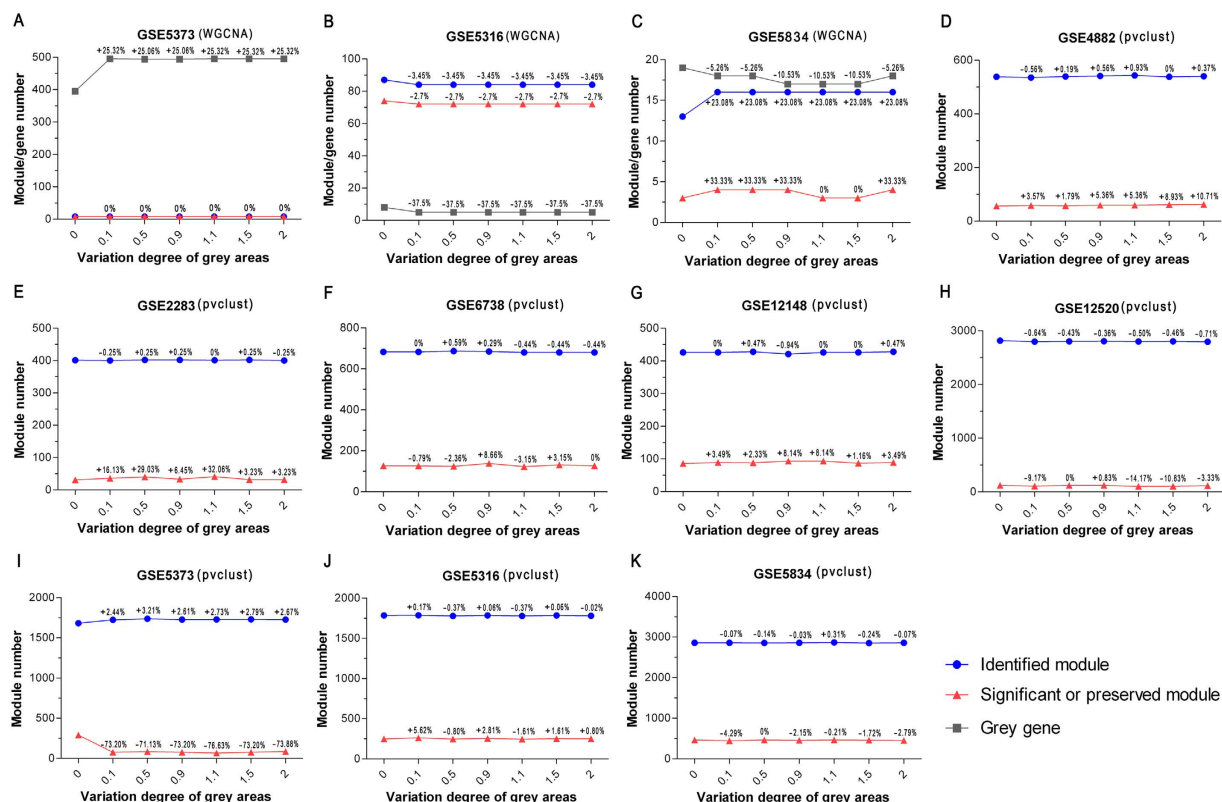 A
GSE5373 (WGCNA)
Module/gene number
500
400
300
200
100
0
+25.32% +25.06% +25.06% +25.32% +25.32% +25.32%
0% 0% 0% 0% 0% 0%
0 0.1 0.5 0.9 1.1 1.5 2
Variation degree of grey areas
B
GSE5316 (WGCNA)
Module/gene number
100
80
60
40
20
0
−3.45% −3.45% −3.45% −3.45% −3.45% −3.45%
−2.7% −2.7% −2.7% −2.7% −2.7% −2.7%
−37.5% −37.5% −37.5% −37.5% −37.5% −37.5%
0 0.1 0.5 0.9 1.1 1.5 2
Variation degree of grey areas
C
GSE5834 (WGCNA)
Module/gene number
20
15
10
5
0
−5.26% −5.26% −10.53% −10.53% −10.53% −5.26%
+23.08% +23.08% +23.08% +23.08% +23.08% +23.08%
+33.33% +33.33% +33.33% 0% 0% +33.33%
0 0.1 0.5 0.9 1.1 1.5 2
Variation degree of grey areas
D
GSE4882 (pvclust)
Module number
600
400
200
0
−0.56% +0.19% +0.56% +0.93% 0% +0.37%
+3.57% +1.79% +5.36% +5.36% +8.93% +10.71%
0 0.1 0.5 0.9 1.1 1.5 2
Variation degree of grey areas
E
GSE2283 (pvclust)
Module number
500
400
300
200
100
0
−0.25% +0.25% +0.25% 0% +0.25% −0.25%
+16.13% +29.03% +6.45% +32.06% +3.23% +3.23%
0 0.1 0.5 0.9 1.1 1.5 2
Variation degree of grey areas
F
GSE6738 (pvclust)
Module number
800
600
400
200
0
0% +0.59% +0.29% −0.44% −0.44% −0.44%
−0.79% −2.36% +8.66% −3.15% +3.15% 0%
0 0.1 0.5 0.9 1.1 1.5 2
Variation degree of grey areas
G
GSE12148 (pvclust)
Module number
500
400
300
200
100
0
0% +0.47% −0.94% 0% 0% +0.47%
+3.49% +2.33% +8.14% +8.14% +1.16% +3.49%
0 0.1 0.5 0.9 1.1 1.5 2
Variation degree of grey areas
H
GSE12520 (pvclust)
Module number
3000
2000
1000
0
−0.64% −0.43% −0.36% −0.50% −0.46% −0.71%
−9.17% 0% +0.83% −14.17% −10.83% −3.33%
0 0.1 0.5 0.9 1.1 1.5 2
Variation degree of grey areas
I
GSE5373 (pvclust)
Module number
2000
1500
1000
500
0
+2.44% +3.21% +2.61% +2.73% +2.79% +2.67%
−73.20% −71.13% −73.20% −76.63% −73.20% −73.88%
0 0.1 0.5 0.9 1.1 1.5 2
Variation degree of grey areas
J
GSE5316 (pvclust)
Module number
2000
1500
1000
500
0
+0.17% −0.37% +0.06% −0.37% +0.06% −0.02%
+5.62% −0.80% +2.81% −1.61% +1.61% +0.60%
0 0.1 0.5 0.9 1.1 1.5 2
Variation degree of grey areas
K
GSE5834 (pvclust)
Module number
4000
3000
2000
1000
0
−0.07% −0.14% −0.03% +0.31% −0.24% −0.07%
−4.29% 0% −2.15% −0.21% −1.72% −2.79%
0 0.1 0.5 0.9 1.1 1.5 2
Variation degree of grey areas
Identified module
Significant or preserved module
Grey gene